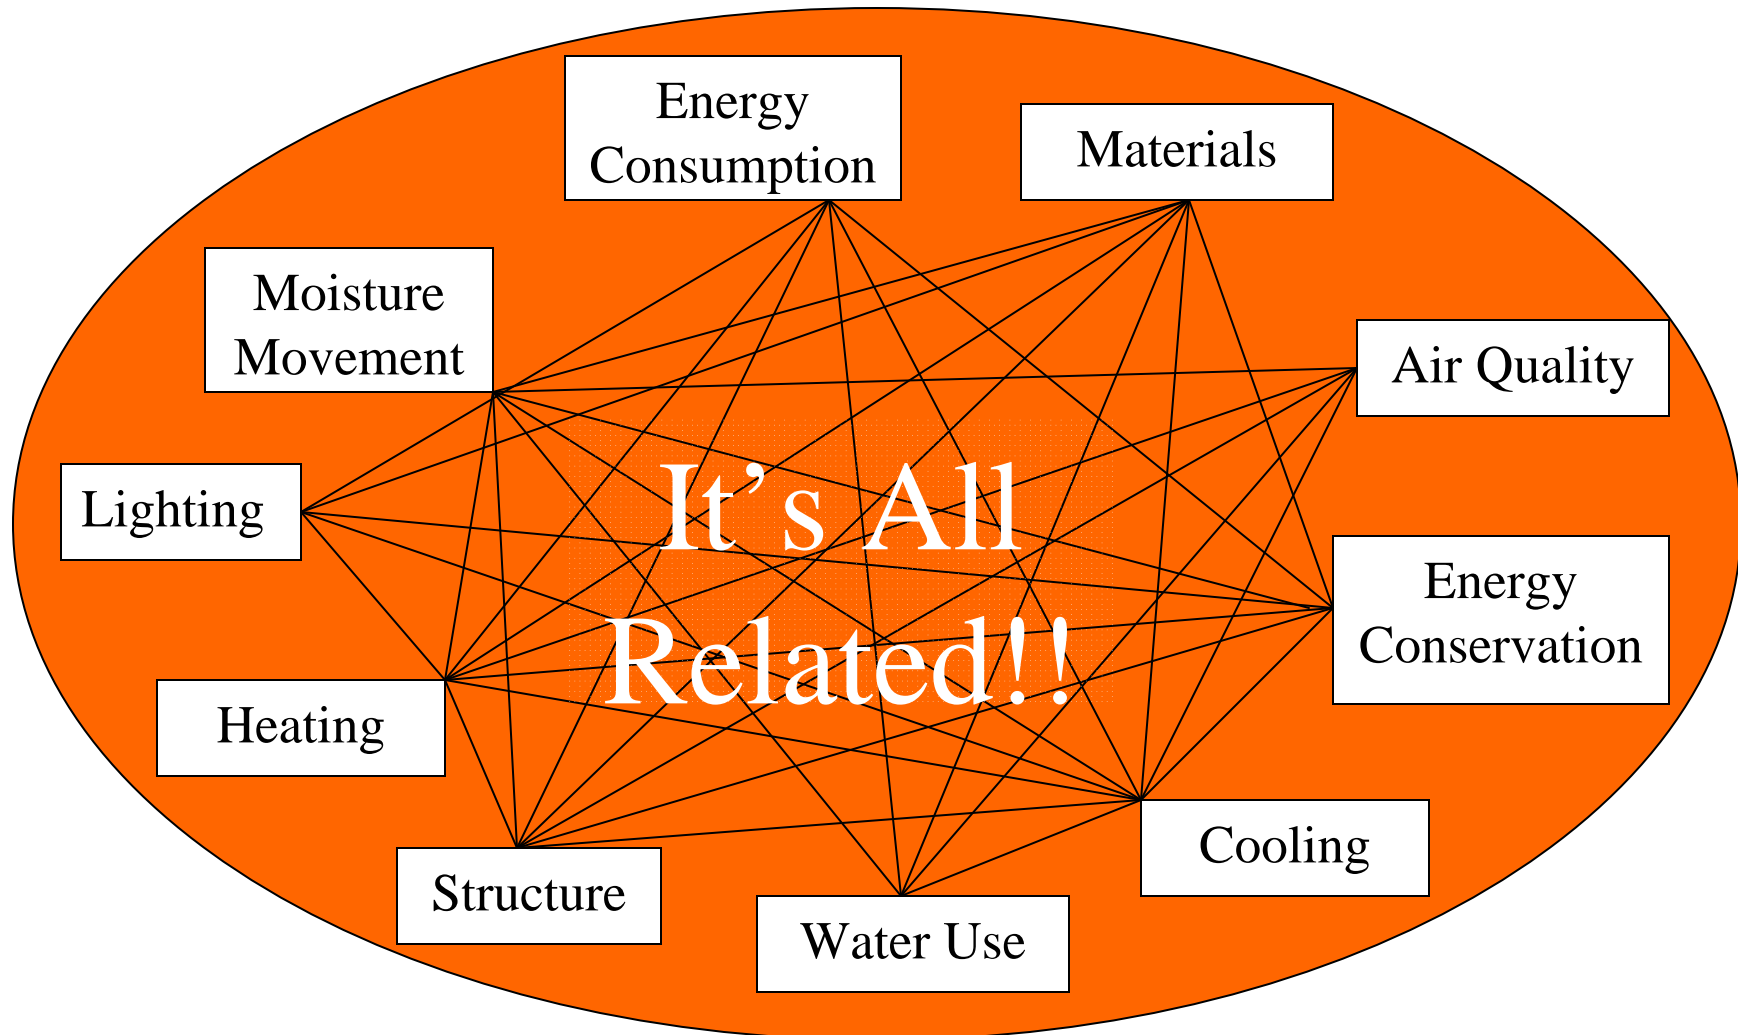 Energy
Consumption
Materials
Moisture
Movement
Air Quality
Lighting
It’s All
Related!!
Energy
Conservation
Heating
Cooling
Structure
Water Use